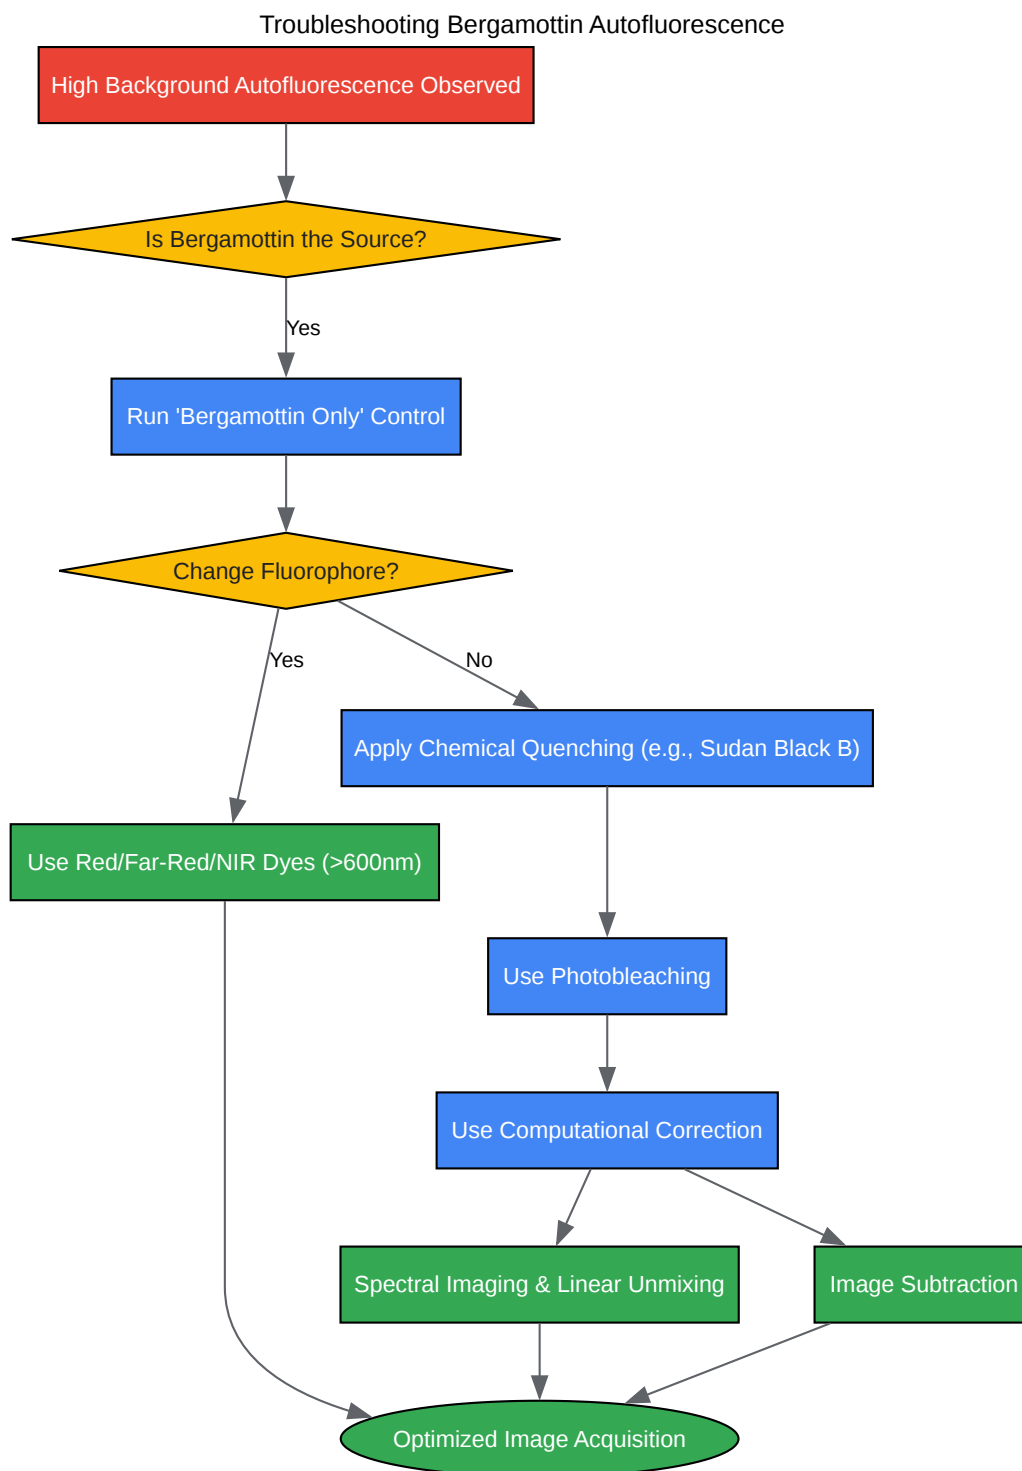 Troubleshooting Bergamottin Autofluorescence
High Background Autofluorescence Observed
Is Bergamottin the Source?
Yes
Run 'Bergamottin Only' Control
Change Fluorophore?
Yes
No
Apply Chemical Quenching (e.g., Sudan Black B)
Use Red/Far-Red/NIR Dyes (>600nm)
Use Photobleaching
Use Computational Correction
Spectral Imaging & Linear Unmixing
Image Subtraction
Optimized Image Acquisition